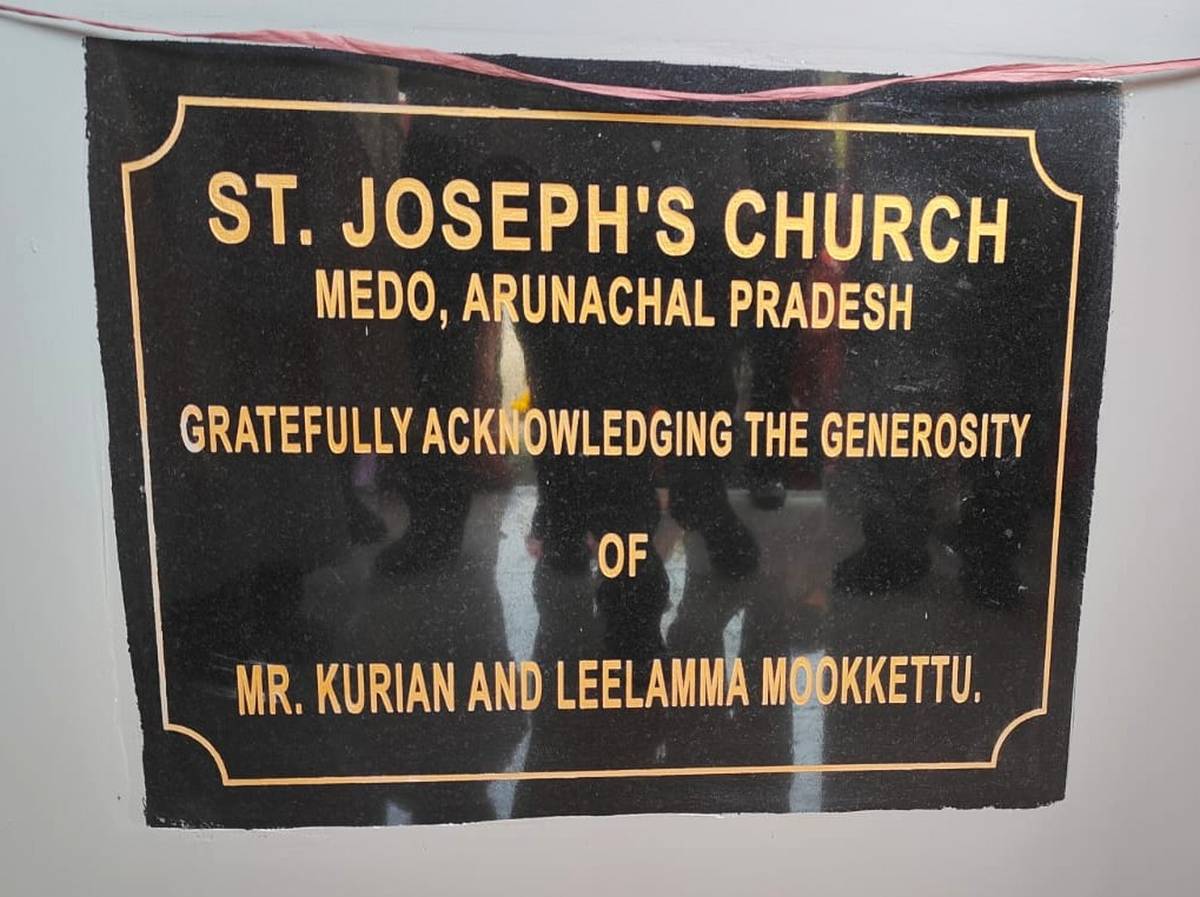 ST. JOSEPH'S CHURCH
MEDO, ARUNACHAL PRADESH
GRATEFULLY ACKNOWLEDGING THE GENEROSITY
OF
MR. KURIAN AND LEELAMMA MOOKKETTU.